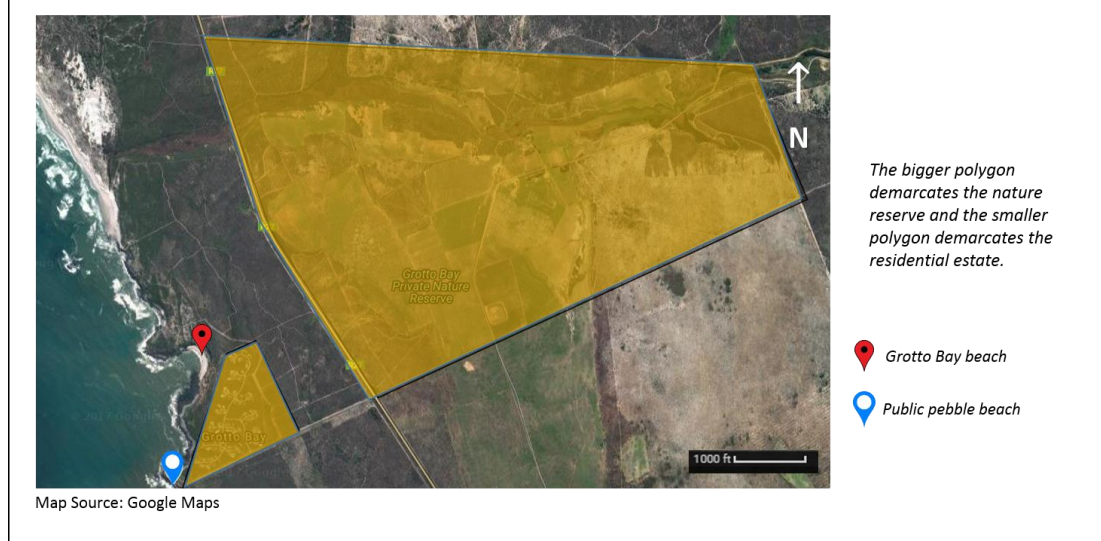 N
The bigger polygon
demarcates the nature
reserve and the smaller
polygon demarcates the
residential estate.
Grotto Bay
Private Nature
Reserve
Grotto Bay beach
Public pebble beach
Grotto Bay
1000 ft
Map Source: Google Maps